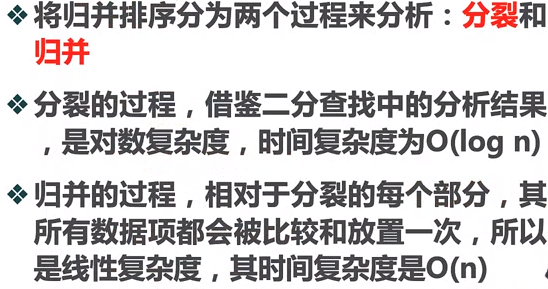 ❖将归并排序分为两个过程来分析：分裂和
归并
❖分裂的过程，借鉴二分查找中的分析结果
，是对数复杂度，时间复杂度为O(log n)
❖归并的过程，相对于分裂的每个部分，其
所有数据项都会被比较和放置一次，所以
是线性复杂度，其时间复杂度是O(n)